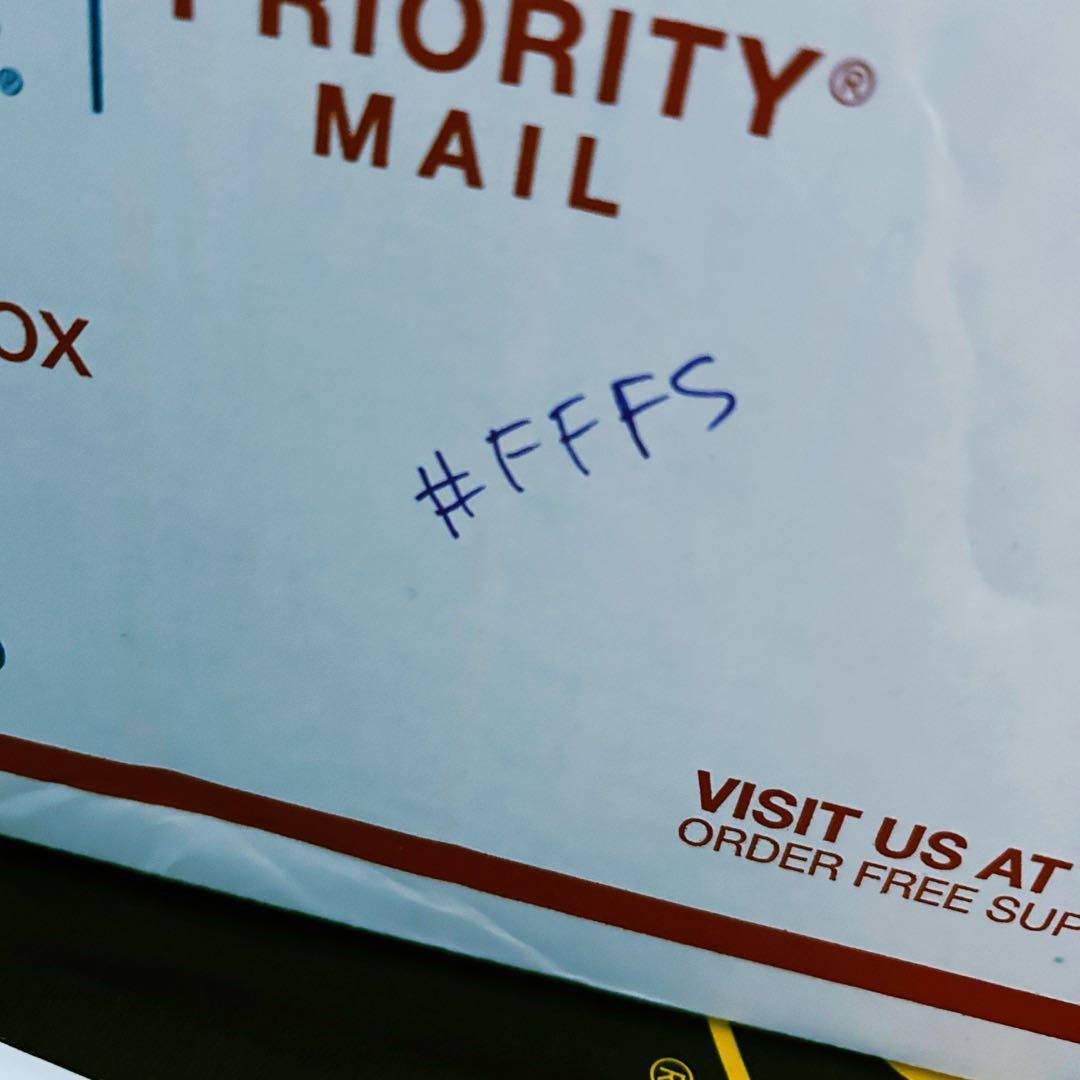 PRIORITY®
MAIL
OX
#FFFS
VISIT US AT
ORDER FREE SUP
®